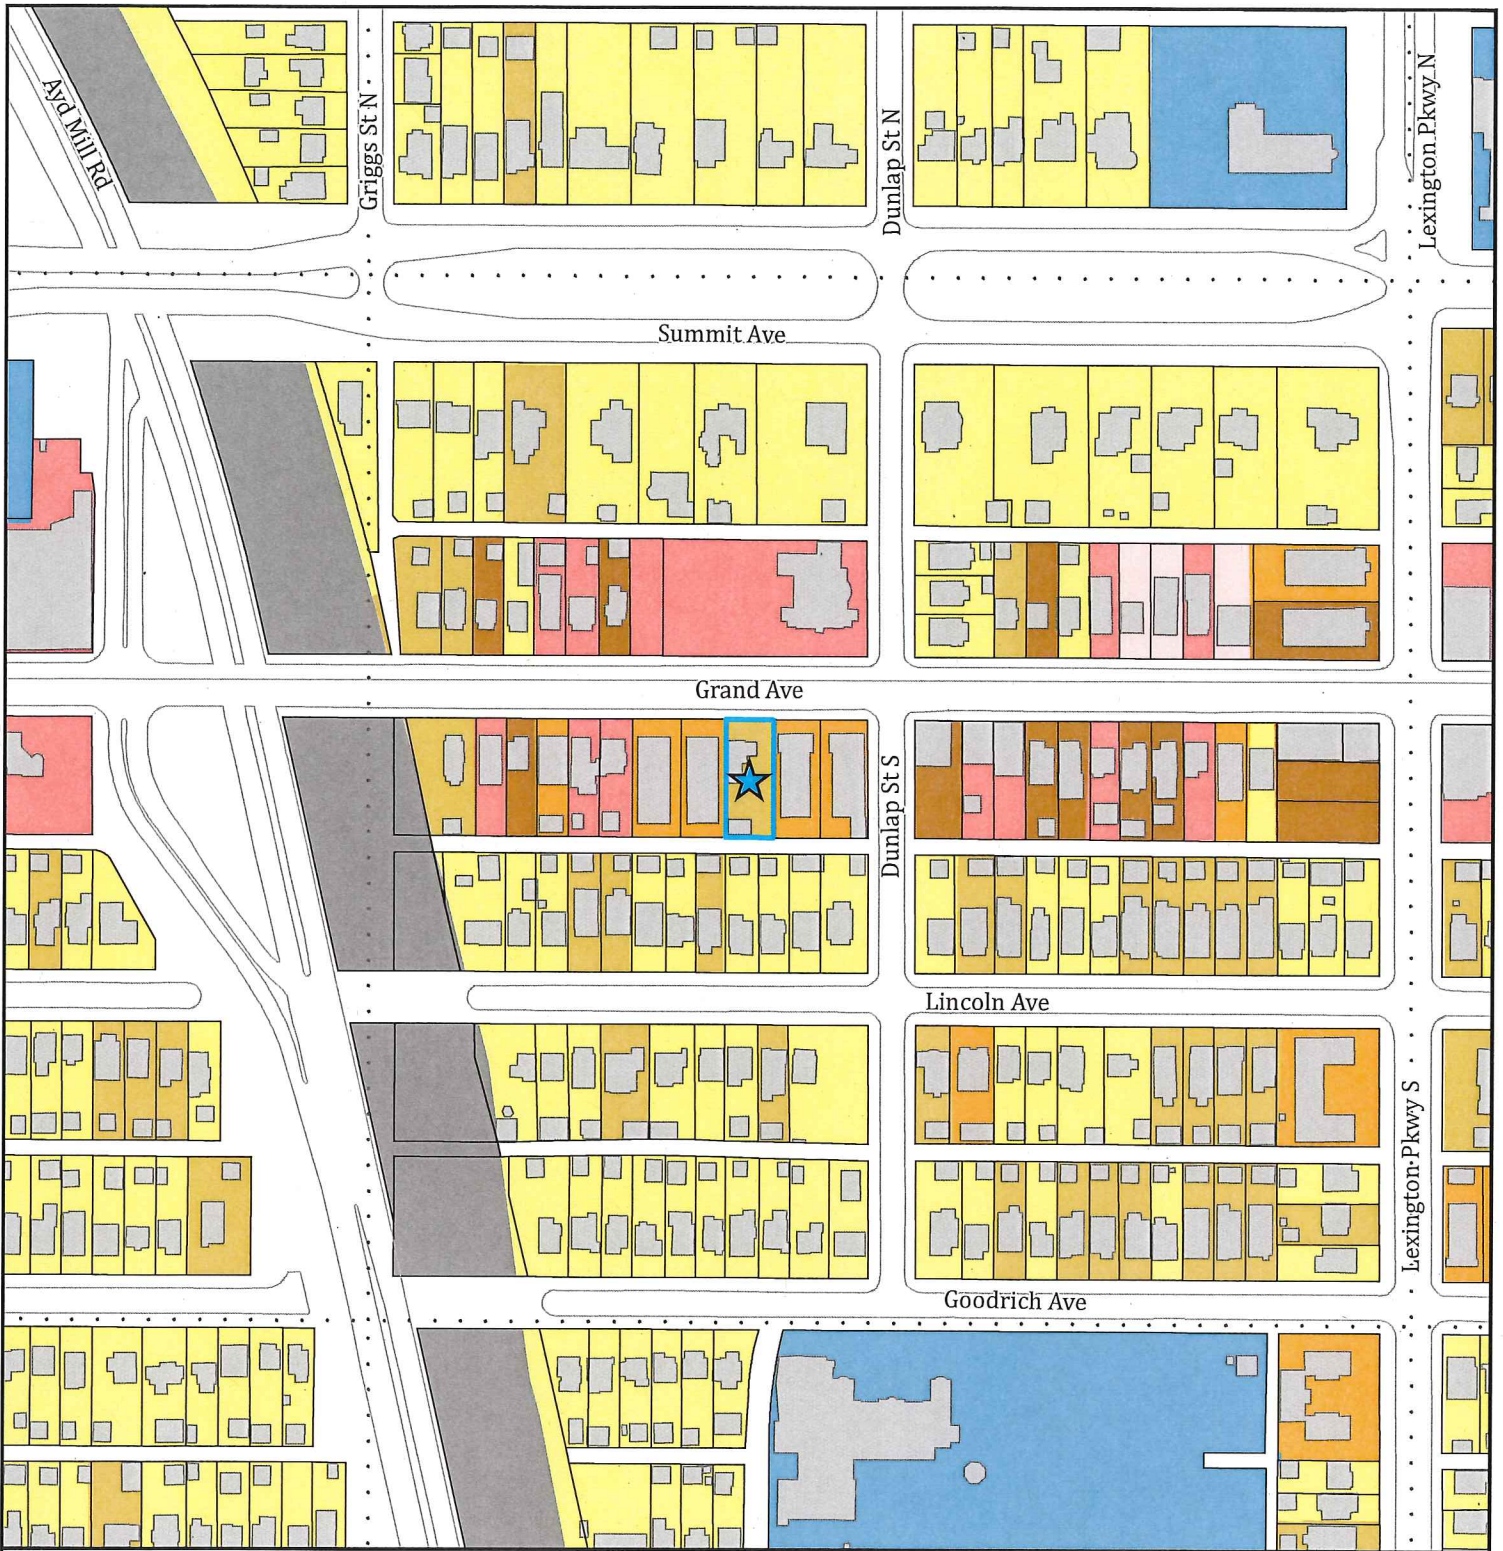 Ayd Mill Rd
Griggs St N
Dunlap St N
Lexington Pkwy N
Summit Ave
Grand Ave
Dunlap St S
Lincoln Ave
Lexington Pkwy S
Goodrich Ave